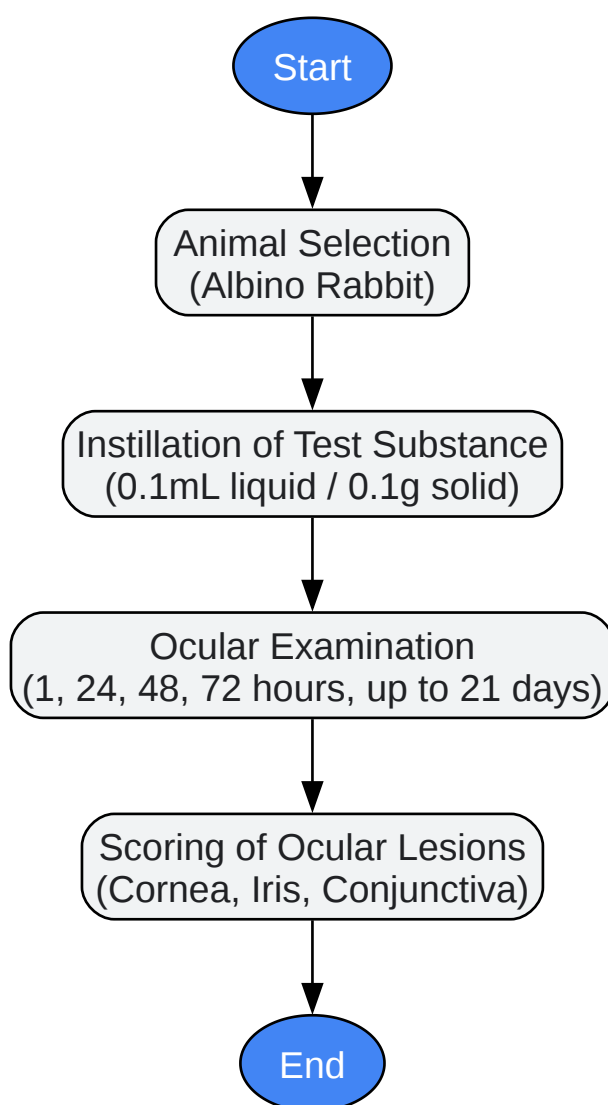 Start
Animal Selection
(Albino Rabbit)
Instillation of Test Substance
(0.1mL liquid / 0.1g solid)
Ocular Examination
(1, 24, 48, 72 hours, up to 21 days)
Scoring of Ocular Lesions
(Cornea, Iris, Conjunctiva)
End